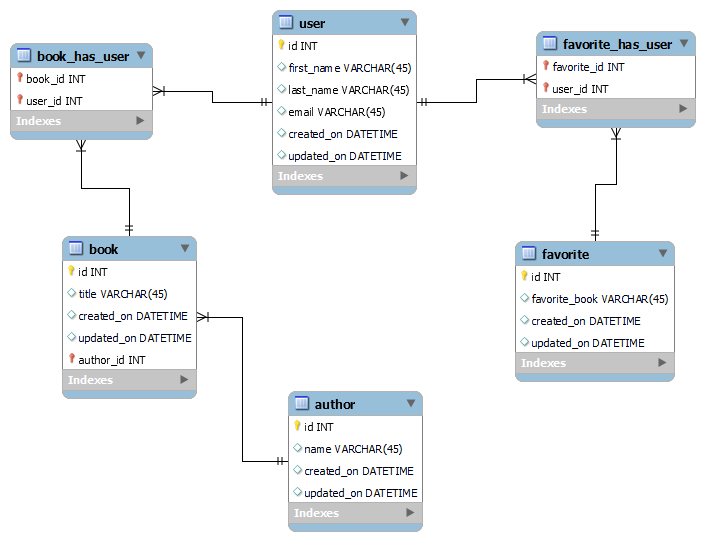 user
id INT
first_name VARCHAR(45)
last_name VARCHAR(45)
email VARCHAR(45)
created_on DATETIME
updated_on DATETIME
Indexes
book_has_user
book_id INT
user_id INT
Indexes
favorite_has_user
favorite_id INT
user_id INT
Indexes
book
id INT
title VARCHAR(45)
created_on DATETIME
updated_on DATETIME
author_id INT
Indexes
favorite
id INT
favorite_book VARCHAR(45)
created_on DATETIME
updated_on DATETIME
Indexes
author
id INT
name VARCHAR(45)
created_on DATETIME
updated_on DATETIME
Indexes